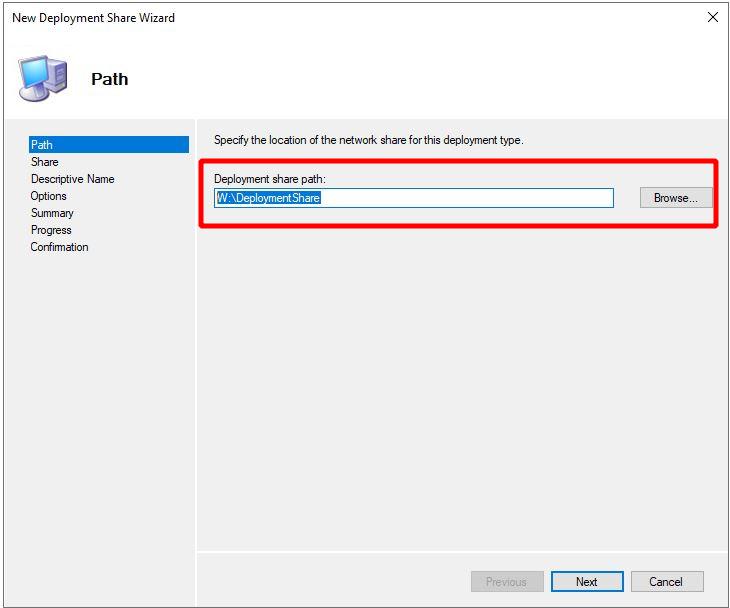 New Deployment Share Wizard
Path
Path
Share
Descriptive Name
Options
Summary
Progress
Confirmation
Specify the location of the network share for this deployment type.
Deployment share path:
W:\DeploymentShare
Browse...
Previous
Next
Cancel